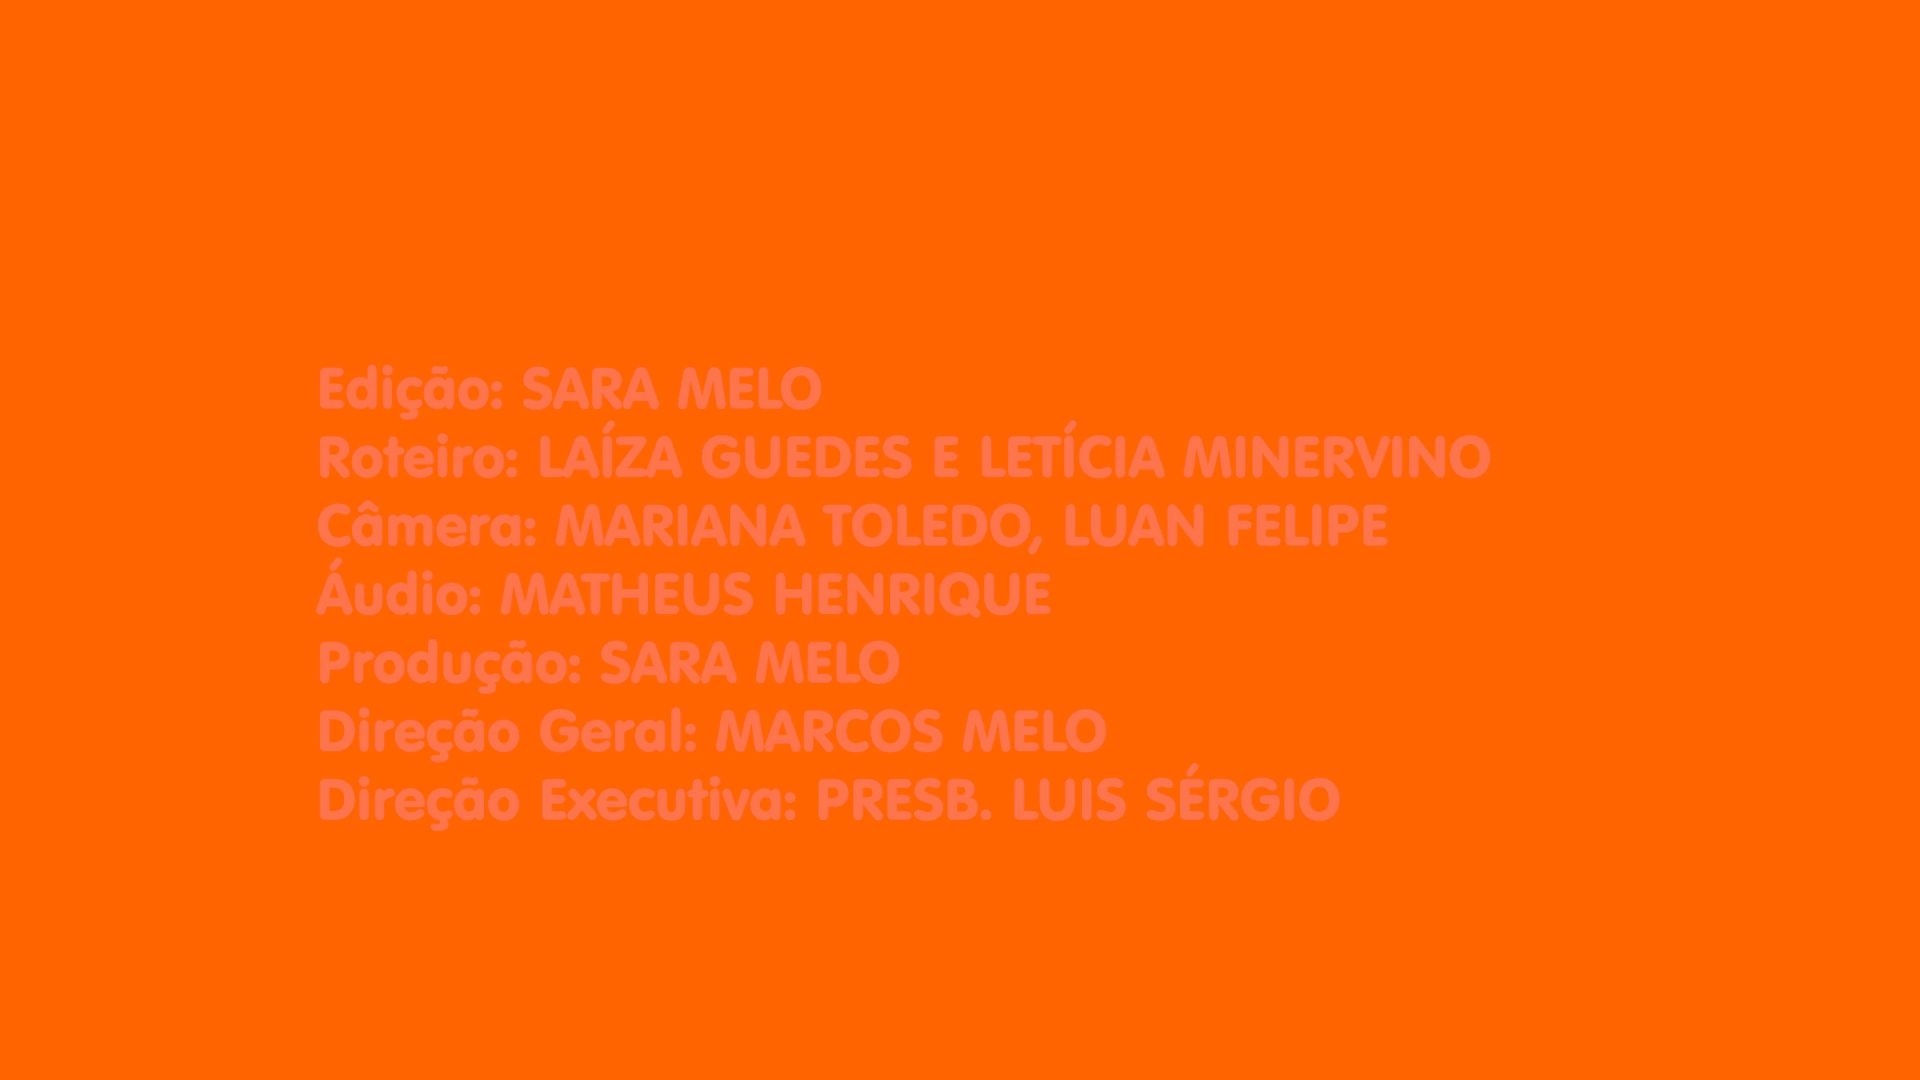 Edição: SARA MELO
Roteiro: LAÍZA GUEDES E LETÍCIA MINERVINO
Câmera: MARIANA TOLEDO, LUAN FELIPE
Áudio: MATHEUS HENRIQUE
Produção: SARA MELO
Direção Geral: MARCOS MELO
Direção Executiva: PRESB. LUIS SÉRGIO